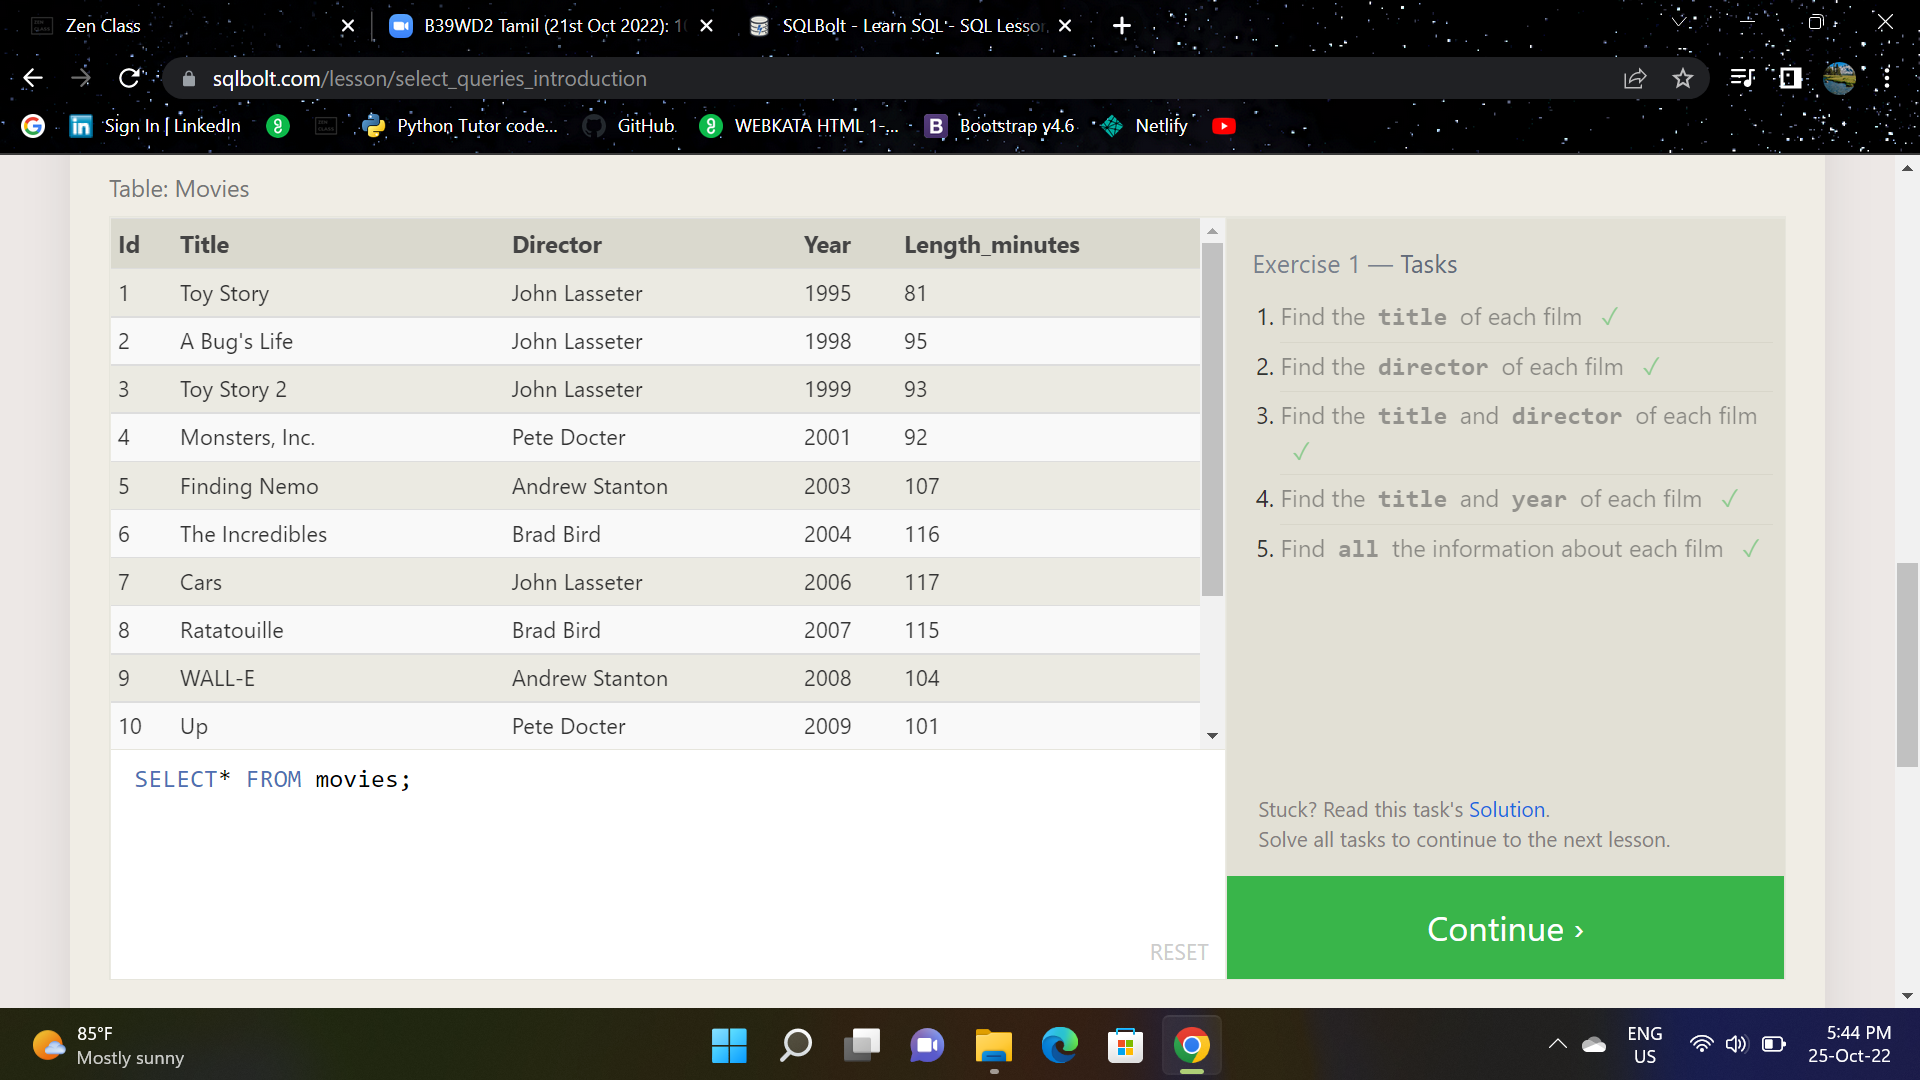 Zen Class
B39WD2 Tamil (21st Oct 2022): 1
SQLBolt - Learn SQL - SQL Lesson
sqlbolt.com/lesson/select_queries_introduction
Sign In | LinkedIn
Python Tutor code...
GitHub
WEBKATA HTML 1-...
Bootstrap v4.6
Netlify
Table: Movies
Id Title Director Year Length_minutes
1 Toy Story John Lasseter 1995 81
2 A Bug's Life John Lasseter 1998 95
3 Toy Story 2 John Lasseter 1999 93
4 Monsters, Inc. Pete Docter 2001 92
5 Finding Nemo Andrew Stanton 2003 107
6 The Incredibles Brad Bird 2004 116
7 Cars John Lasseter 2006 117
8 Ratatouille Brad Bird 2007 115
9 WALL-E Andrew Stanton 2008 104
10 Up Pete Docter 2009 101
SELECT* FROM movies;
RESET
Exercise 1 — Tasks
1. Find the title of each film ✓
2. Find the director of each film ✓
3. Find the title and director of each film
✓
4. Find the title and year of each film ✓
5. Find all the information about each film ✓
Stuck? Read this task's Solution.
Solve all tasks to continue to the next lesson.
Continue ›
85°F
Mostly sunny
ENG
US
5:44 PM
25-Oct-22